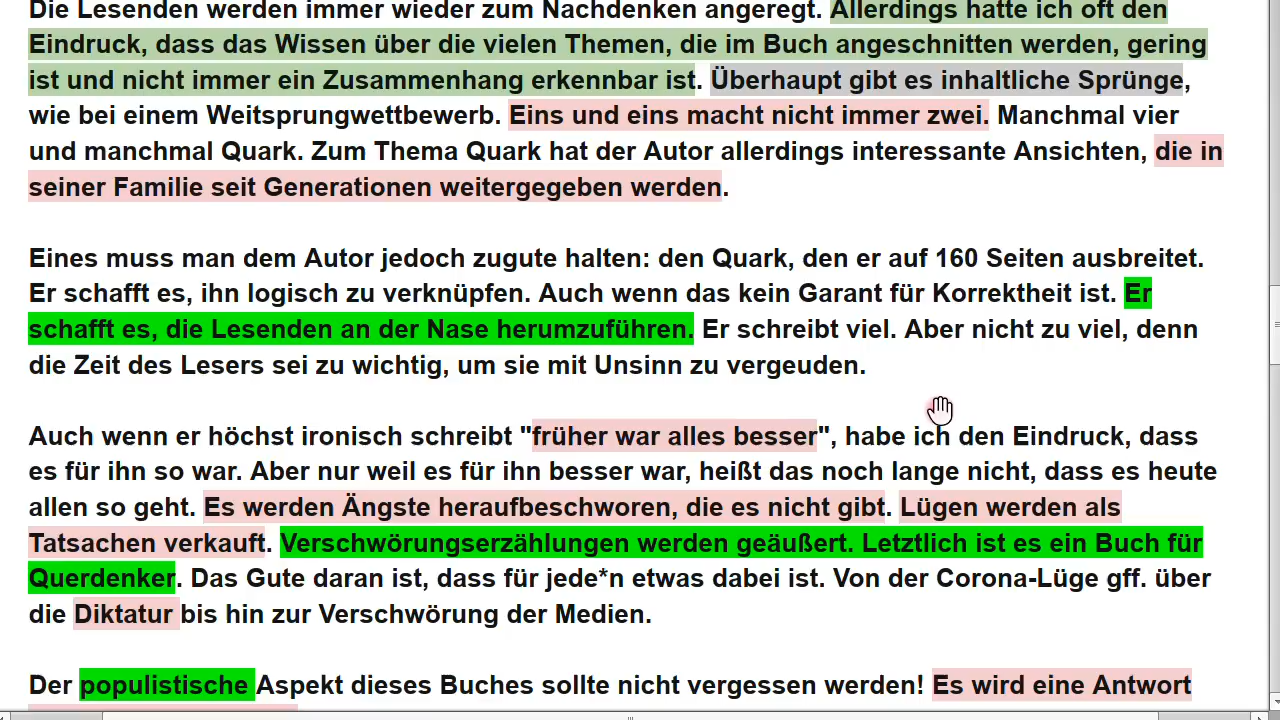 Die Lesenden werden immer wieder zum Nachdenken angeregt. Allerdings hatte ich oft den
Eindruck, dass das Wissen über die vielen Themen, die im Buch angeschnitten werden, gering
ist und nicht immer ein Zusammenhang erkennbar ist. Überhaupt gibt es inhaltliche Sprünge,
wie bei einem Weitsprungwettbewerb. Eins und eins macht nicht immer zwei. Manchmal vier
und manchmal Quark. Zum Thema Quark hat der Autor allerdings interessante Ansichten, die in
seiner Familie seit Generationen weitergegeben werden.
Eines muss man dem Autor jedoch zugute halten: den Quark, den er auf 160 Seiten ausbreitet.
Er schafft es, ihn logisch zu verknüpfen. Auch wenn das kein Garant für Korrektheit ist. Er
schafft es, die Lesenden an der Nase herumzuführen. Er schreibt viel. Aber nicht zu viel, denn
die Zeit des Lesers sei zu wichtig, um sie mit Unsinn zu vergeuden.
Auch wenn er höchst ironisch schreibt "früher war alles besser", habe ich den Eindruck, dass
es für ihn so war. Aber nur weil es für ihn besser war, heißt das noch lange nicht, dass es heute
allen so geht. Es werden Ängste heraufbeschworen, die es nicht gibt. Lügen werden als
Tatsachen verkauft. Verschwörungserzählungen werden geäußert. Letztlich ist es ein Buch für
Querdenker. Das Gute daran ist, dass für jede*n etwas dabei ist. Von der Corona-Lüge gff. über
die Diktatur bis hin zur Verschwörung der Medien.
Der populistische Aspekt dieses Buches sollte nicht vergessen werden! Es wird eine Antwort